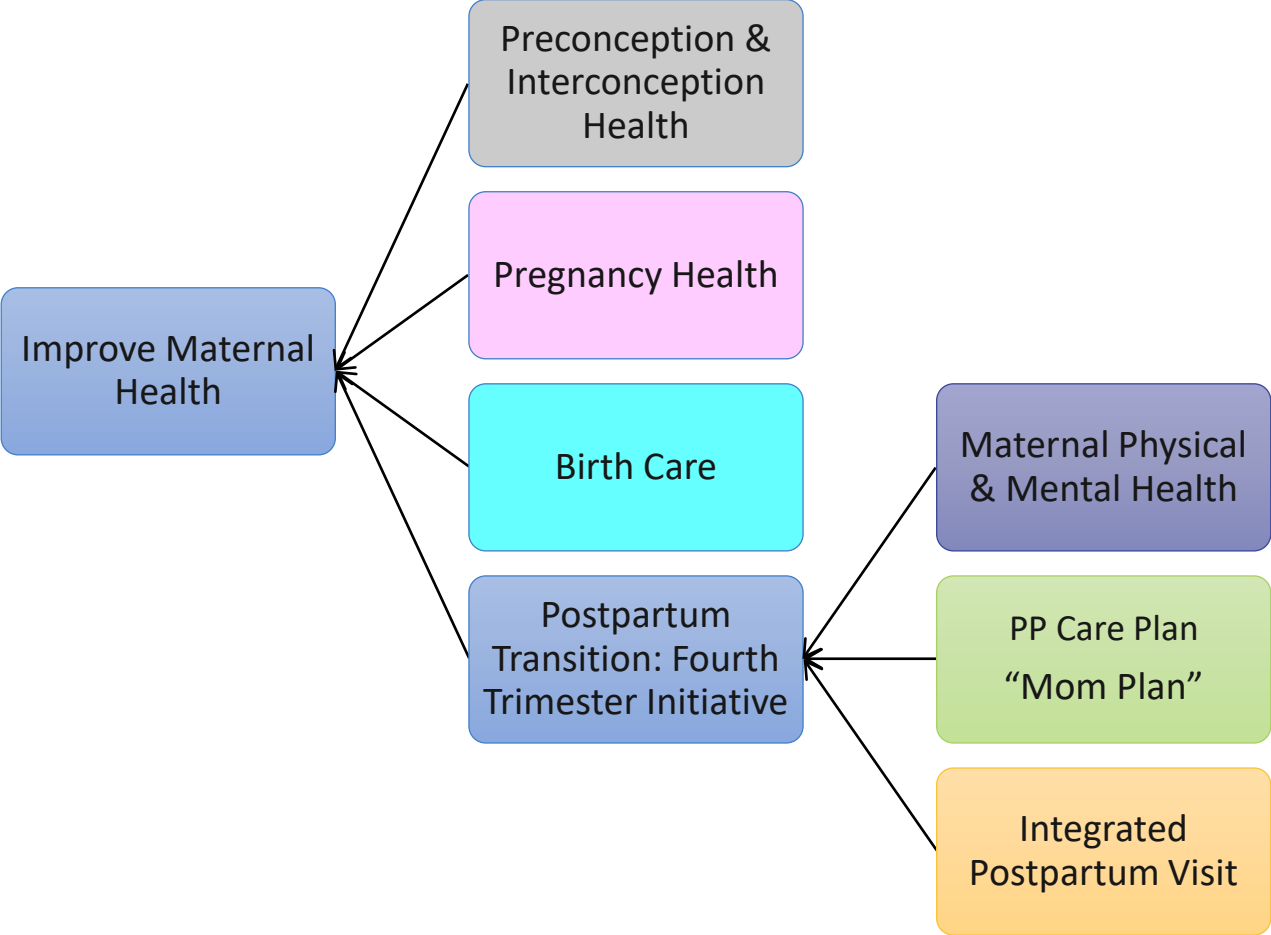 Preconception &
Interconception
Health
Pregnancy Health
Improve Maternal
Health
Birth Care
Maternal Physical
& Mental Health
Postpartum
Transition: Fourth
Trimester Initiative
PP Care Plan
“Mom Plan”
Integrated
Postpartum Visit